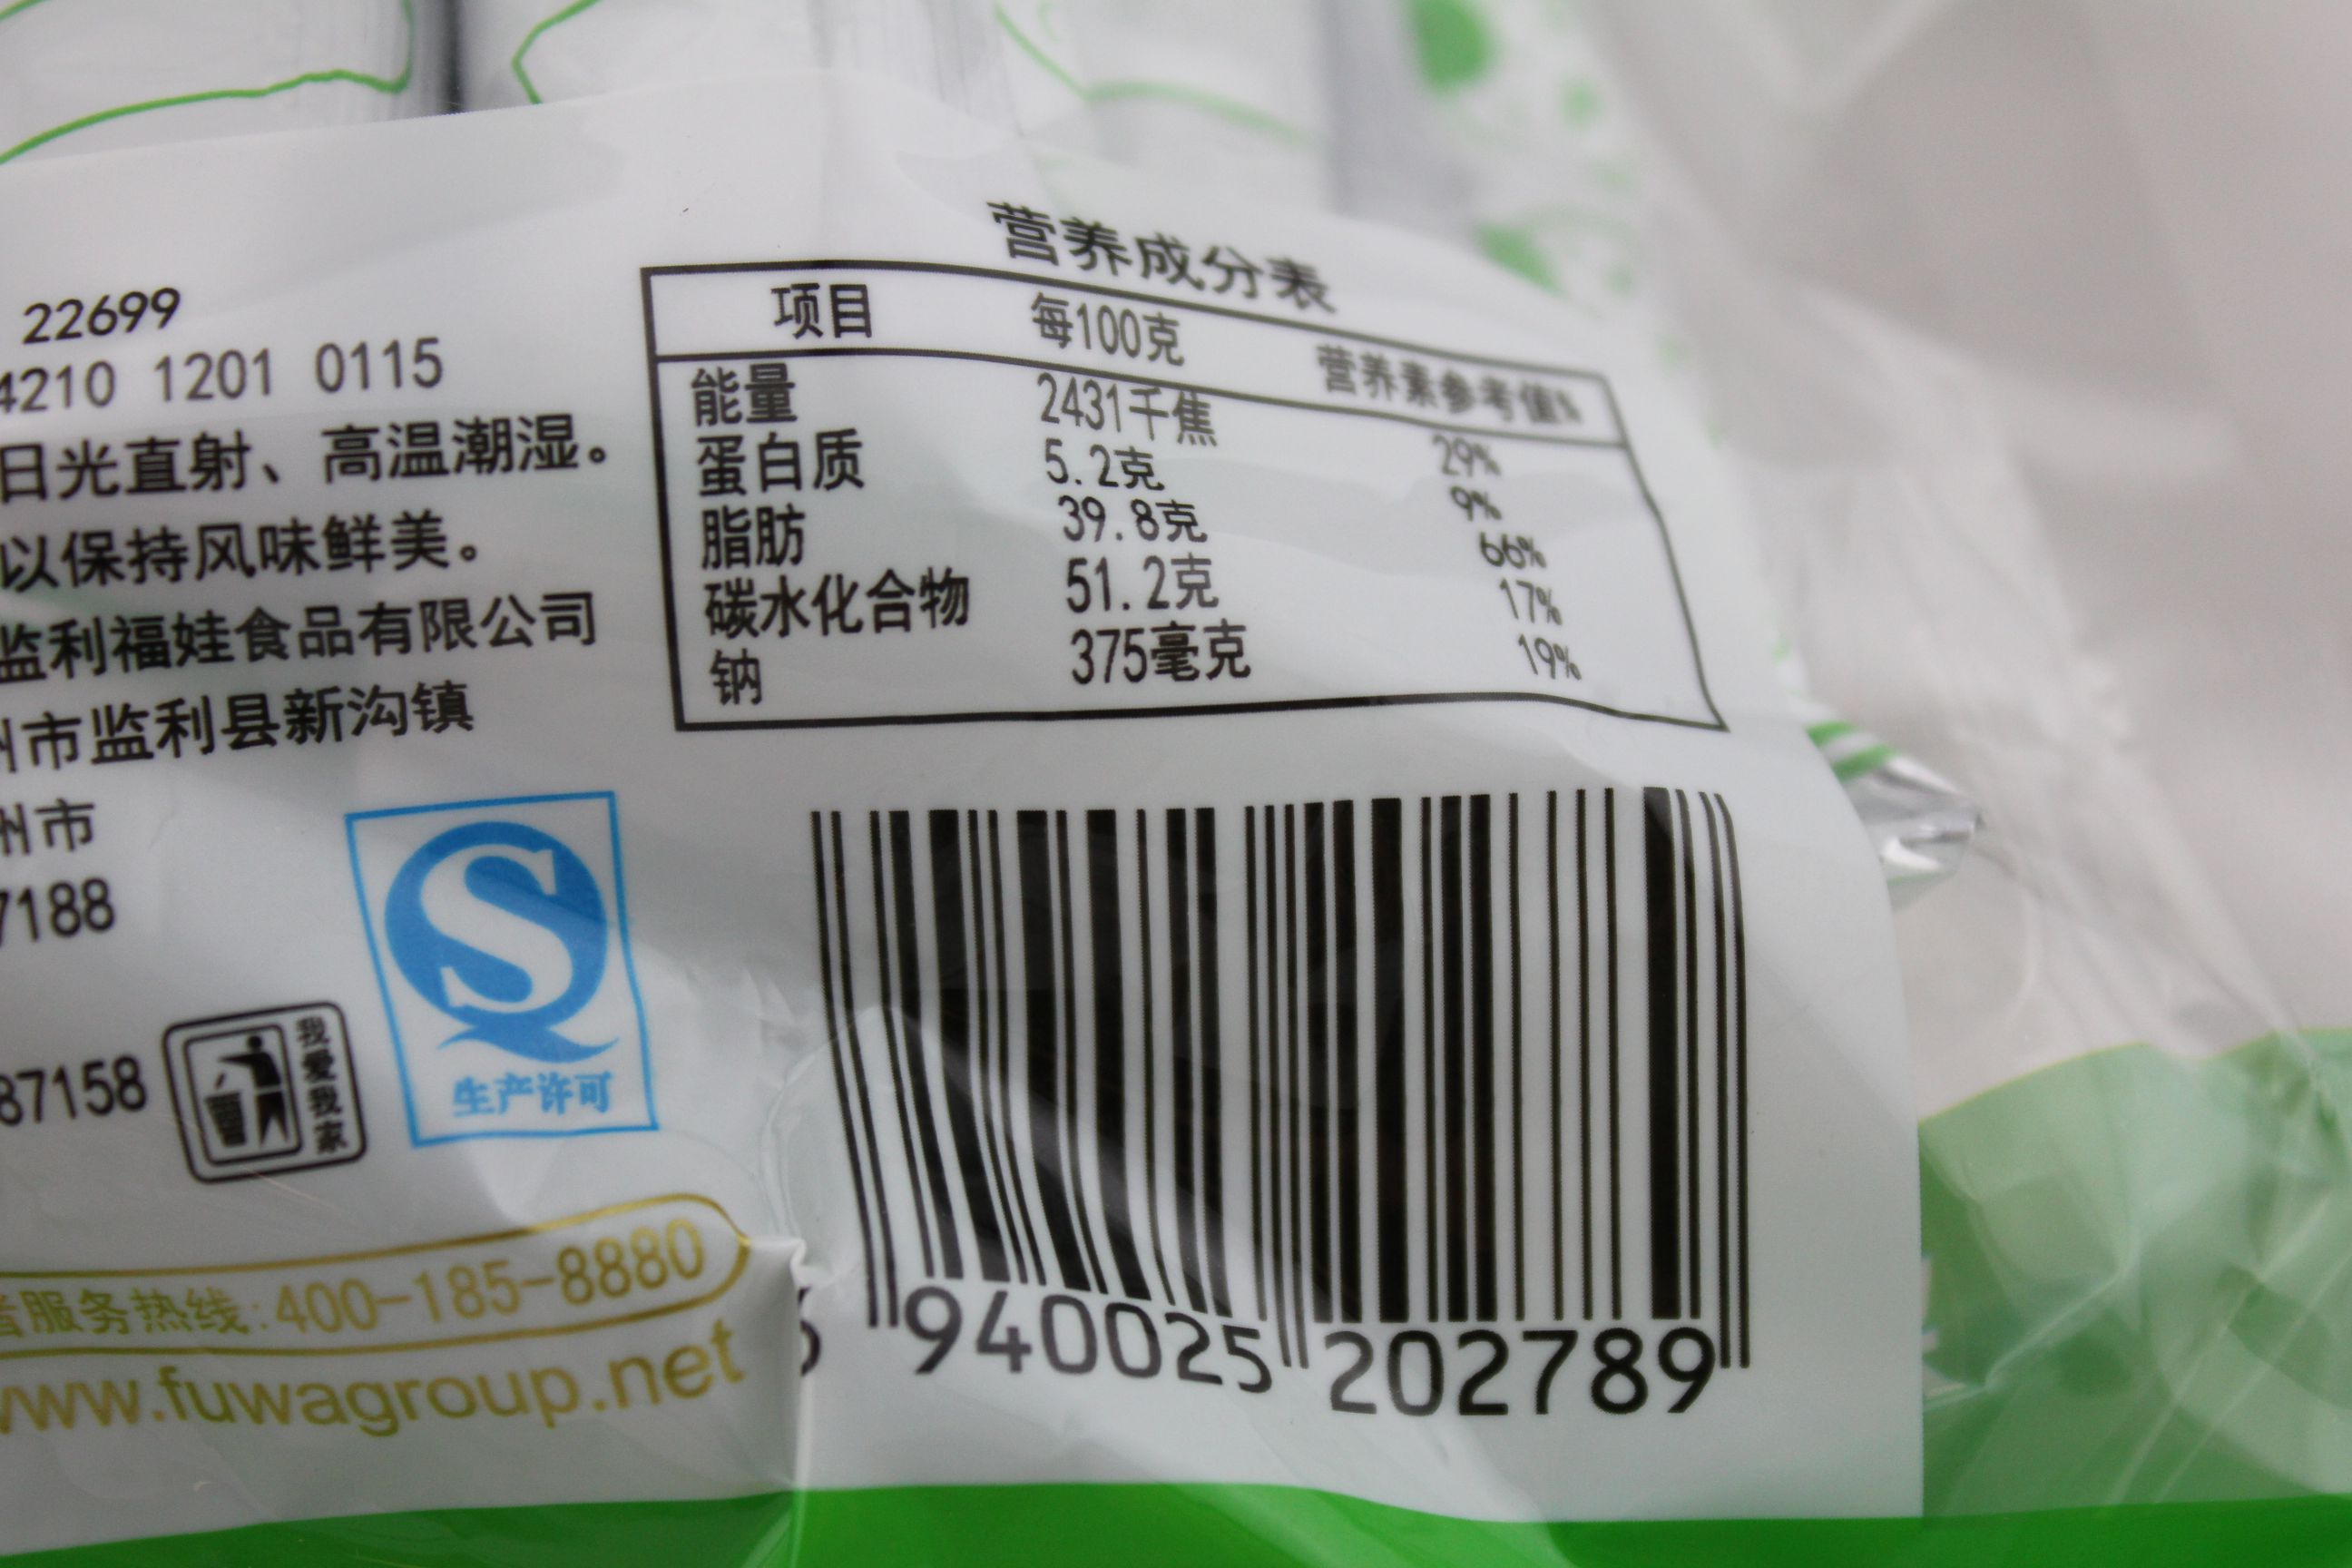 22699
4210 1201 0115
日光直射、高温潮湿。
以保持风味鲜美。
监利福娃食品有限公司
州市监利县新沟镇
州市
7188
87158
我爱我家
生产许可
者服务热线:400-185-8880
www.fuwagroup.net
营养成分表
项目 每100克 营养素参考值%
能量 2431千焦 29%
蛋白质 5.2克 9%
脂肪 39.8克 66%
碳水化合物 51.2克 17%
钠 375毫克 19%
6 940025 202789